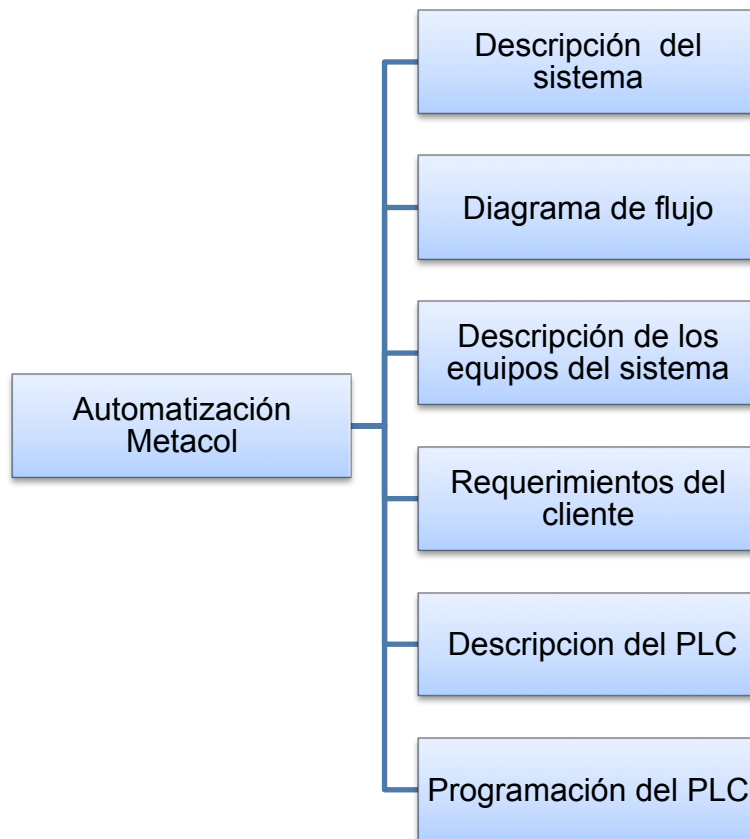 Descripción del
sistema
Diagrama de flujo
Descripción de los
equipos del sistema
Automatización
Metacol
Requerimientos del
cliente
Descripcion del PLC
Programación del PLC